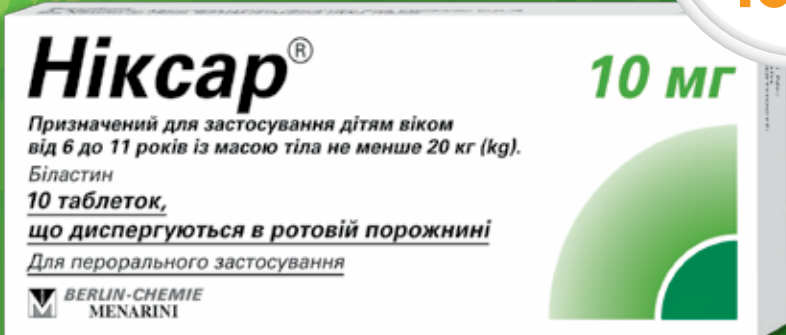 Ніксар®
10 мг
Призначений для застосування дітям віком
від 6 до 11 років із масою тіла не менше 20 кг (kg).
Біластин
10 таблеток,
що диспергуються в ротовій порожнині
Для перорального застосування
BERLIN-CHEMIE
MENARINI